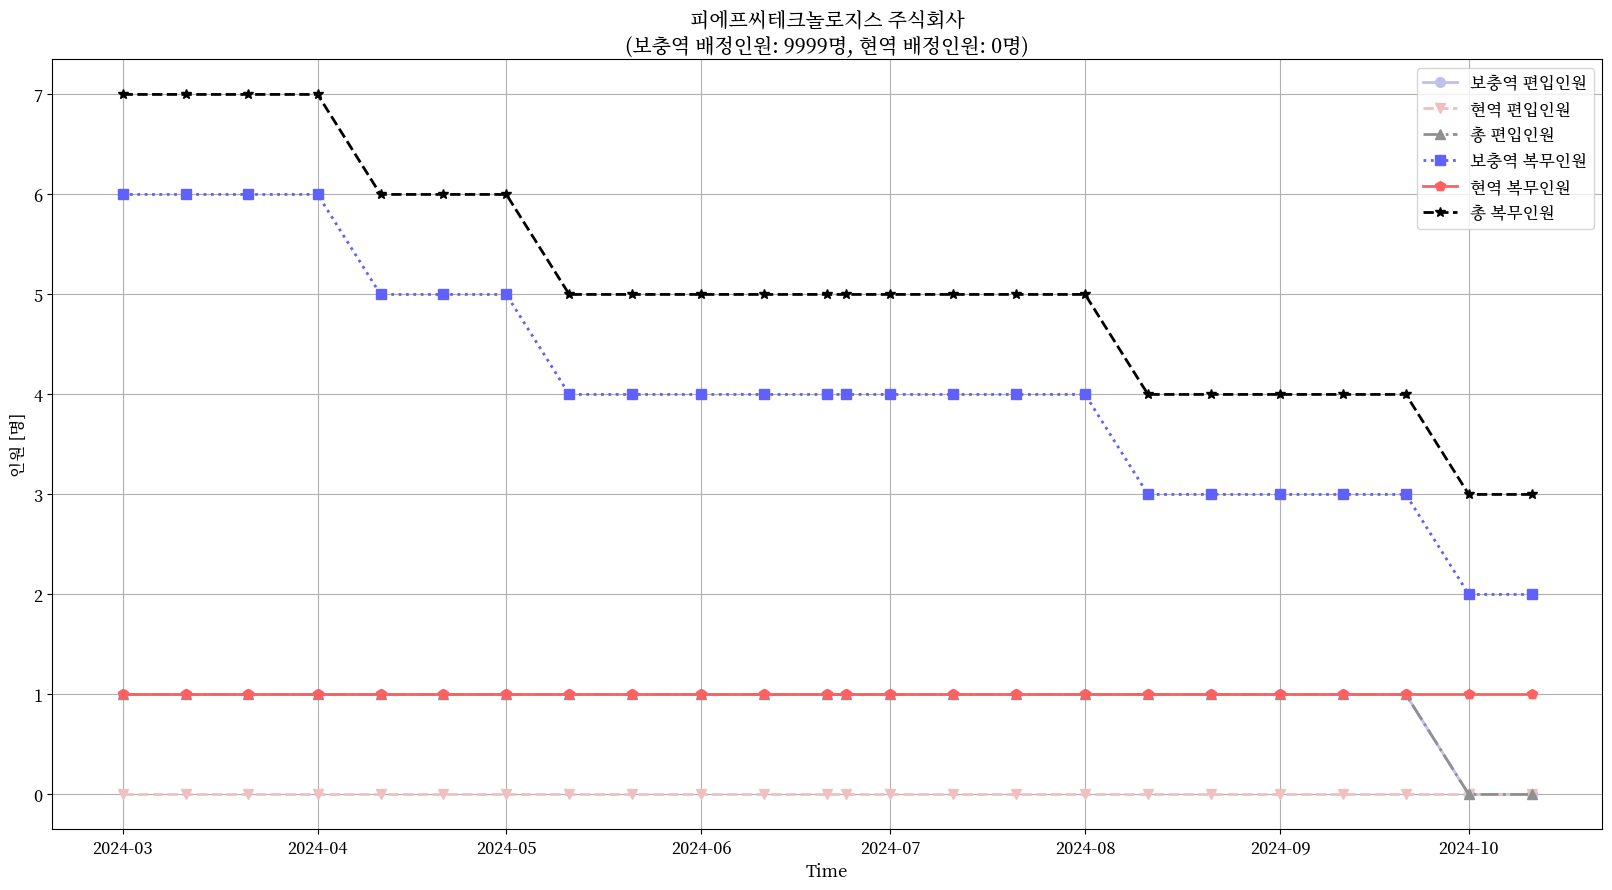 피에프씨테크놀로지스 주식회사
(보충역 배정인원: 9999명, 현역 배정인원: 0명)
보충역 편입인원
현역 편입인원
총 편입인원
보충역 복무인원
현역 복무인원
총 복무인원
인원 [명]
7
6
5
4
3
2
1
0
2024-03 2024-04 2024-05 2024-06 2024-07 2024-08 2024-09 2024-10
Time